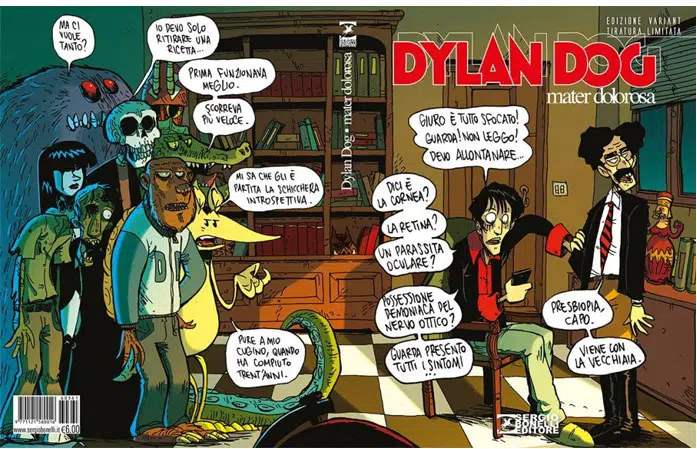 MA CI
VUOLE,
TANTO?
IO DEVO SOLO
RITIRARE UNA
RICETTA...
PRIMA FUNZIONAVA
MEGLIO.
SCORREVA
PIÙ VELOCE.
MI SA CHE GLI È
PARTITA LA SCHICCHERA
INTROSPETTIVA.
PURE A MIO
CUGINO, QUANDO
HA COMPIUTO
TRENT'ANNI.
www.sergiobonelli.it €6,00
Dylan Dog ▪ mater dolorosa
EDIZIONE VARIANT
TIRATURA LIMITATA
DYLAN DOG
mater dolorosa
GIURO È TUTTO SFOCATO!
GUARDA! NON LEGGO!
DEVO ALLONTANARE...
DICI È
LA CORNEA?
LA RETINA?
UN PARASSITA
OCULARE?
POSSESSIONE
DEMONIACA DEL
NERVO OTTICO?
GUARDA PRESENTO
TUTTI I SINTOMI
...
PRESBIOPIA,
CAPO.
VIENE CON
LA VECCHIAIA.
SERGIO
BONELLI
EDITORE